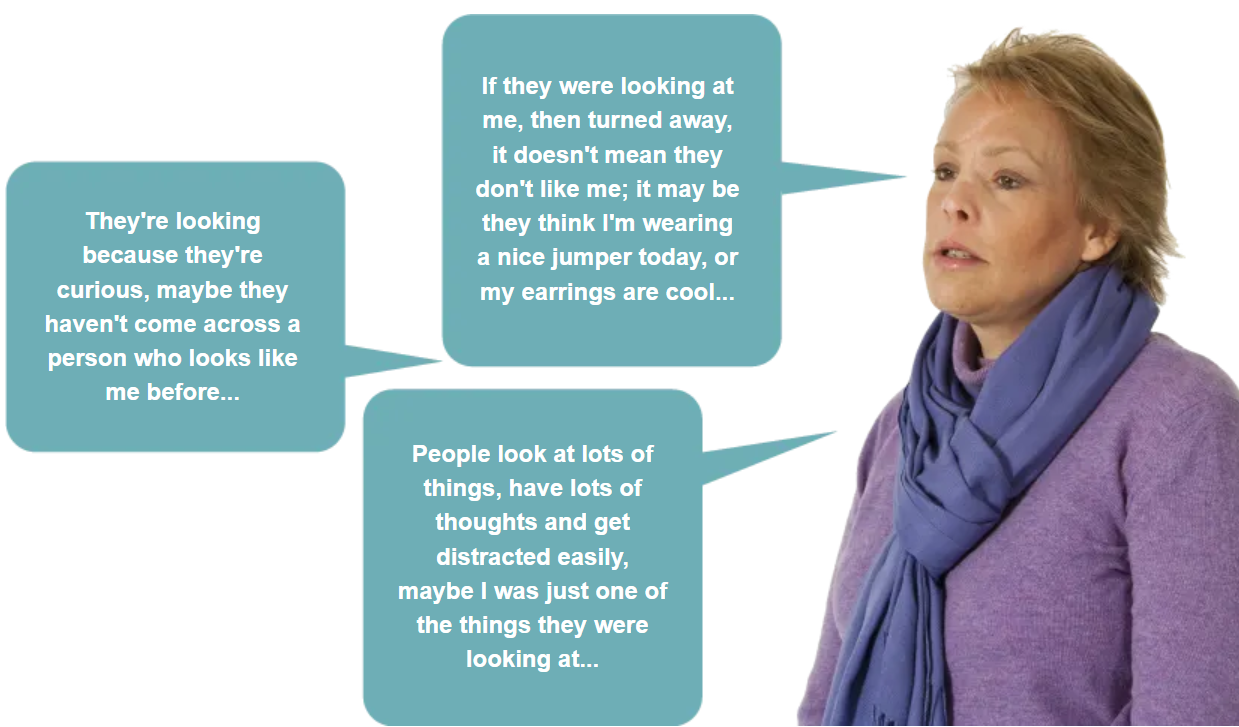 If they were looking at
me, then turned away,
it doesn't mean they
don't like me; it may be
they think I'm wearing
a nice jumper today, or
my earrings are cool...
They're looking
because they're
curious, maybe they
haven't come across a
person who looks like
me before...
People look at lots of
things, have lots of
thoughts and get
distracted easily,
maybe I was just one of
the things they were
looking at...